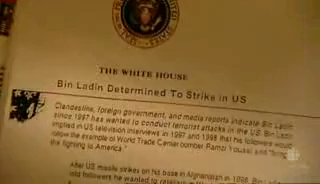 THE WHITE HOUSE
Bin Ladin Determined To Strike in US
Clandestine, foreign government, and media reports indicate Bin Ladin
since 1997 has wanted to conduct terrorist attacks in the US. Bin Ladin
implied in US television interviews in 1997 and 1998 that his followers would
follow the example of World Trade Center bomber Ramzi Yousef and "bring
the fighting to America."
After US missile strikes on his base in Afghanistan in 1998, Bin Ladin
told followers he wanted to retaliate